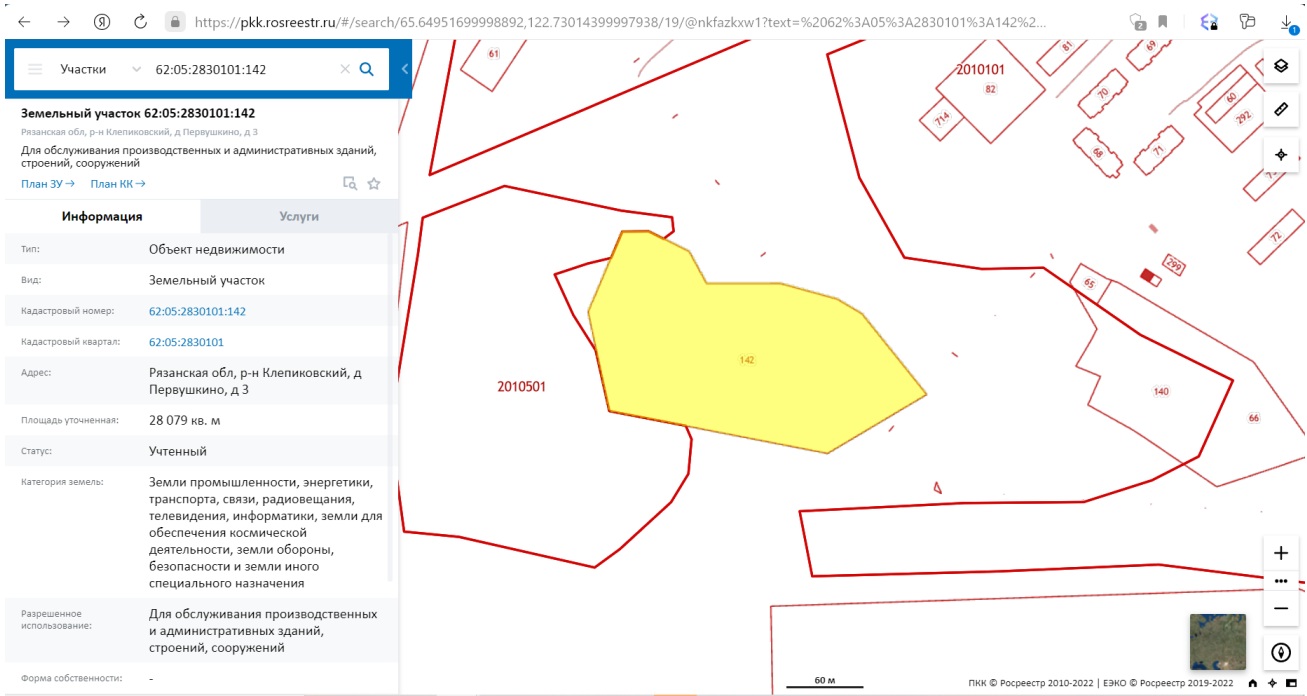 https://pkk.rosreestr.ru/#/search/65.64951699998892,122.73014399997938/19/@nkfazkxw1?text=%2062%3A05%3A2830101%3A142%2...
2
1
Участки
62:05:2830101:142
Земельный участок 62:05:2830101:142
Рязанская обл, р-н Клепиковский, д Первушкино, д 3
Для обслуживания производственных и административных зданий,
строений, сооружений
План ЗУ →
План КК →
Информация
Услуги
Тип:
Объект недвижимости
Вид:
Земельный участок
Кадастровый номер:
62:05:2830101:142
Кадастровый квартал:
62:05:2830101
Адрес:
Рязанская обл, р-н Клепиковский, д
Первушкино, д 3
Площадь уточненная:
28 079 кв. м
Статус:
Учтенный
Категория земель:
Земли промышленности, энергетики,
транспорта, связи, радиовещания,
телевидения, информатики, земли для
обеспечения космической
деятельности, земли обороны,
безопасности и земли иного
специального назначения
Разрешенное
использование:
Для обслуживания производственных
и административных зданий,
строений, сооружений
Форма собственности:
-
61
2010101
82
81
69
70
714
60
292
68
71
72
299
65
142
2010501
140
66
60 м
ПКК © Росреестр 2010-2022 | ЕЭКО © Росреестр 2019-2022